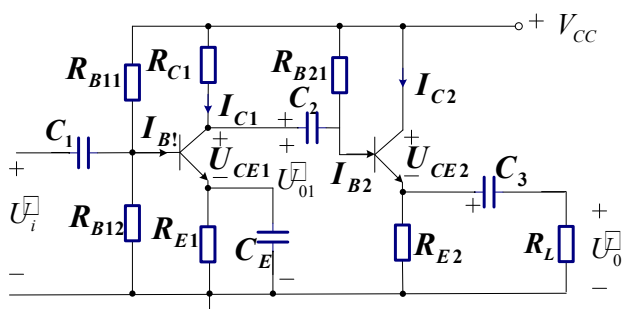 + V_CC
R_B11
R_C1
R_B21
I_C1
I_C2
C_1
I_B!
C_2
+
+
+
+
U_CE1
−
U_01
I_B2
+
U_CE2
−
C_3
+
U_i
−
R_B12
R_E1
C_E
−
R_E2
+
R_L
U_0
−